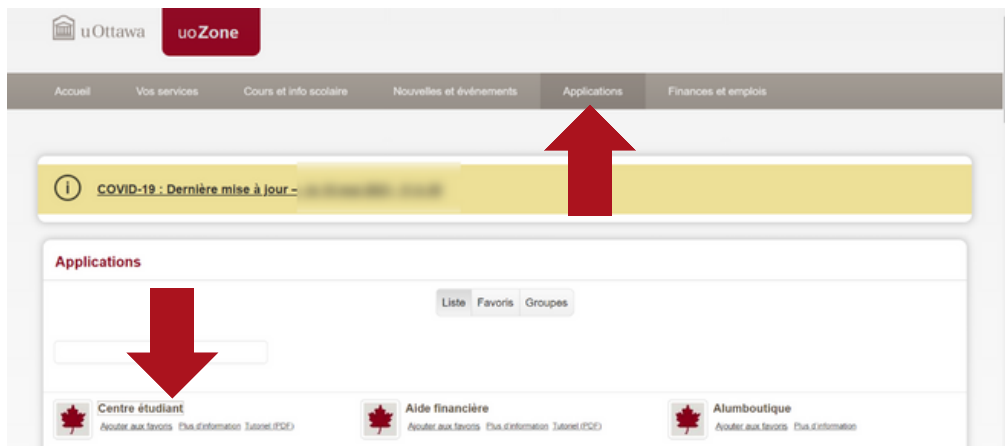 uOttawa
uoZone
Accueil Vos services Cours et info scolaire Nouvelles et événements Applications Finances et emplois
COVID-19 : Dernière mise à jour –
Applications
Liste Favoris Groupes
Centre étudiant Aide financière Alumboutique
Ajouter aux favoris Plus d'information Tutoriel (PDF) Ajouter aux favoris Plus d'information Tutoriel (PDF) Ajouter aux favoris Plus d'information